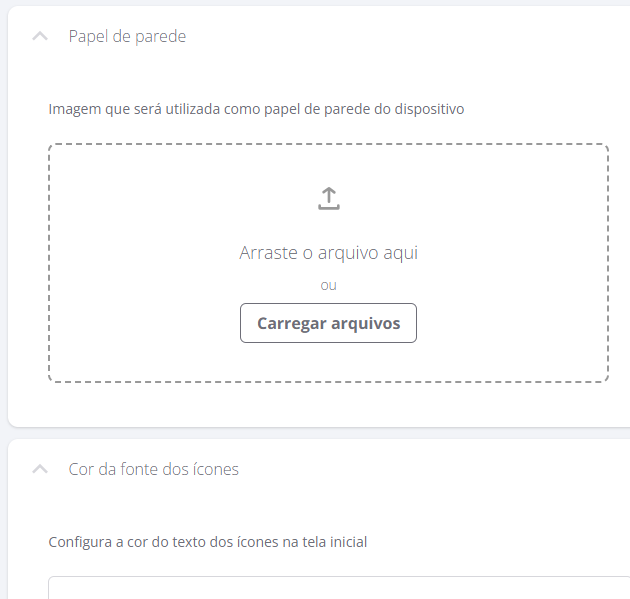 Papel de parede
Imagem que será utilizada como papel de parede do dispositivo
Arraste o arquivo aqui
ou
Carregar arquivos
Cor da fonte dos ícones
Configura a cor do texto dos ícones na tela inicial